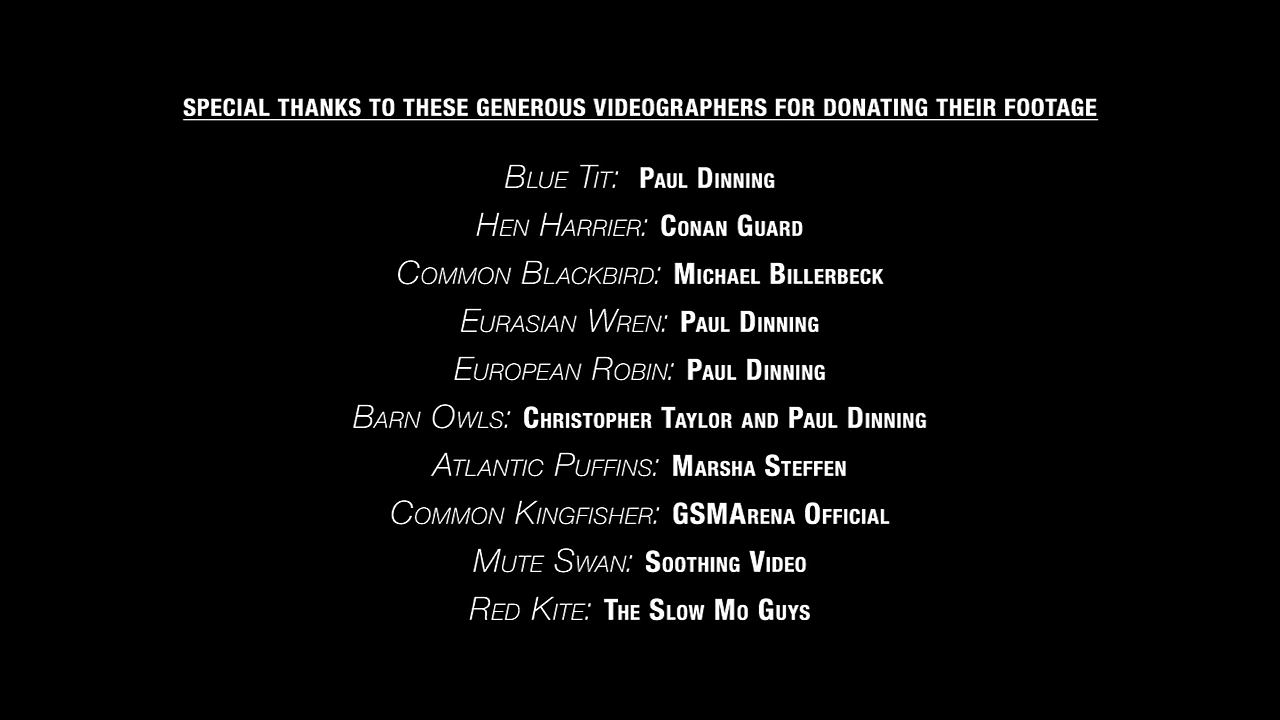 SPECIAL THANKS TO THESE GENEROUS VIDEOGRAPHERS FOR DONATING THEIR FOOTAGE
Blue Tit: Paul Dinning
Hen Harrier: Conan Guard
Common Blackbird: Michael Billerbeck
Eurasian Wren: Paul Dinning
European Robin: Paul Dinning
Barn Owls: Christopher Taylor and Paul Dinning
Atlantic Puffins: Marsha Steffen
Common Kingfisher: GSMArena Official
Mute Swan: Soothing Video
Red Kite: The Slow Mo Guys